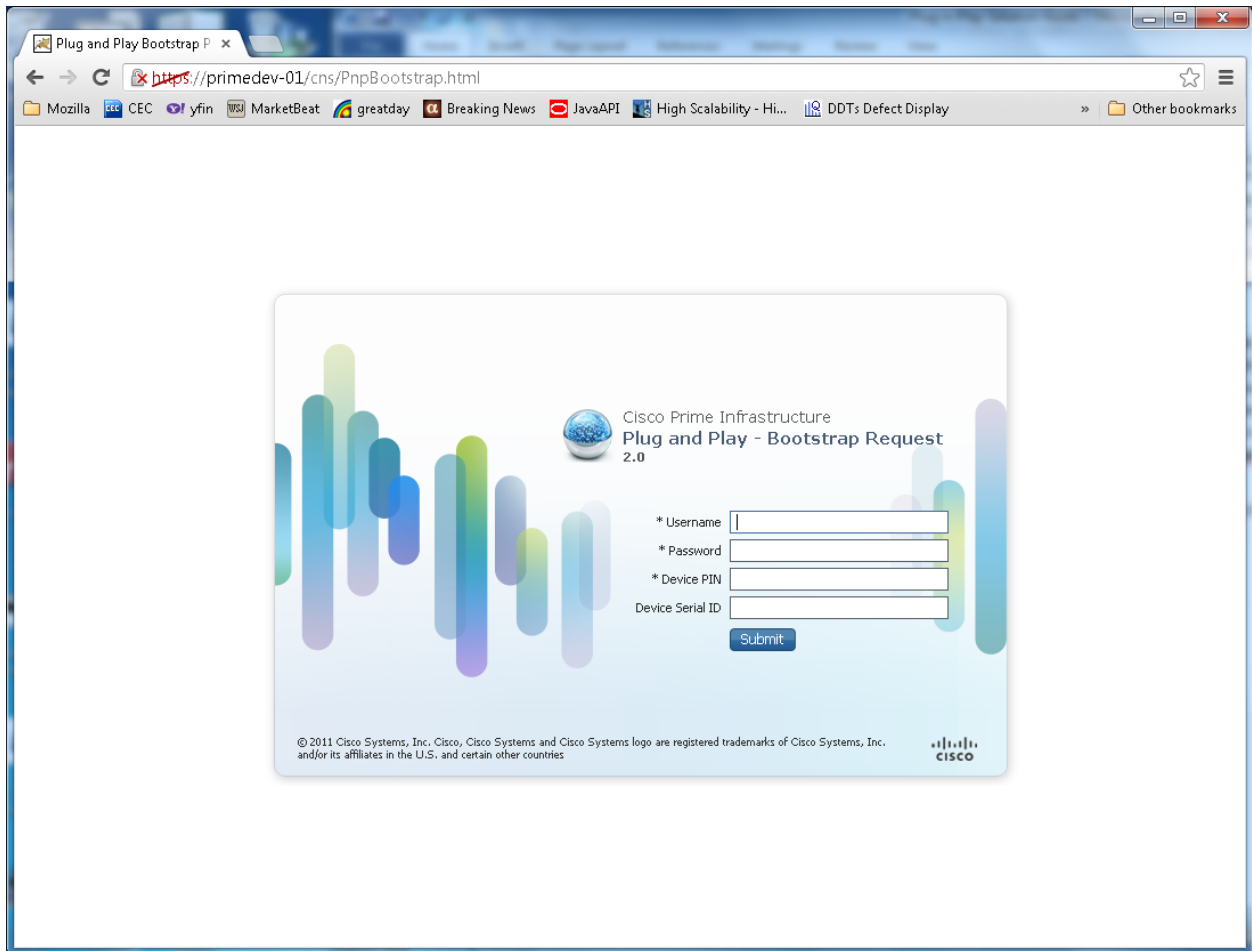 Plug and Play Bootstrap P
https://primedev-01/cns/PnpBootstrap.html
Mozilla CEC yfin MarketBeat greatday Breaking News JavaAPI High Scalability - Hi... DDTs Defect Display » Other bookmarks
Cisco Prime Infrastructure
Plug and Play - Bootstrap Request
2.0
* Username
* Password
* Device PIN
Device Serial ID
Submit
© 2011 Cisco Systems, Inc. Cisco, Cisco Systems and Cisco Systems logo are registered trademarks of Cisco Systems, Inc.
and/or its affiliates in the U.S. and certain other countries
CISCO